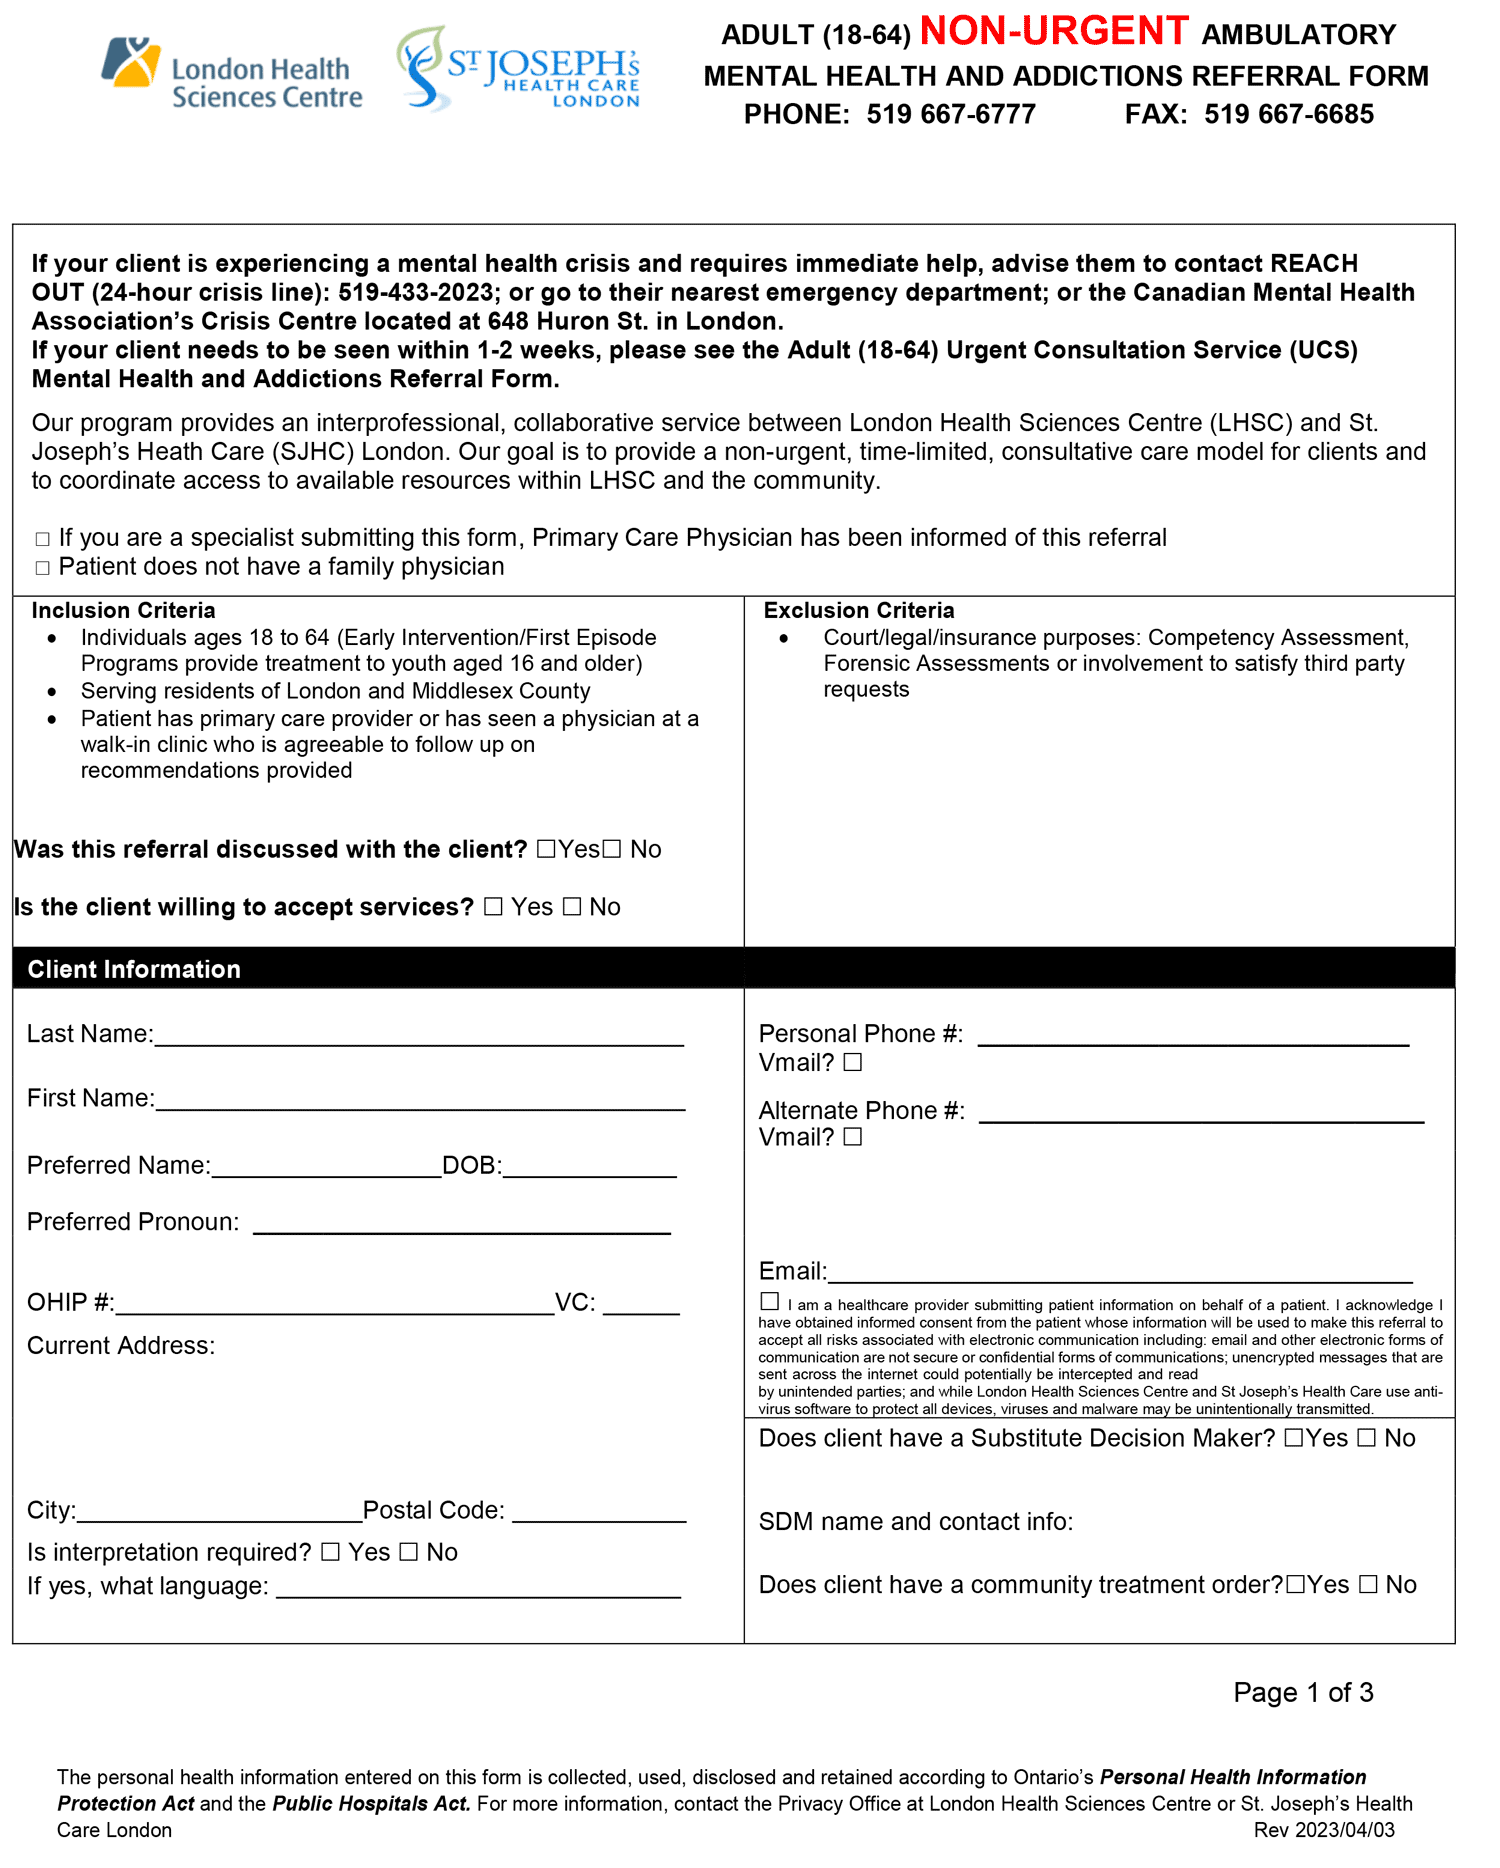 London Health
Sciences Centre
ST JOSEPH'S
HEALTH CARE
LONDON
ADULT (18-64) NON-URGENT AMBULATORY
MENTAL HEALTH AND ADDICTIONS REFERRAL FORM
PHONE: 519 667-6777 FAX: 519 667-6685
If your client is experiencing a mental health crisis and requires immediate help, advise them to contact REACH
OUT (24-hour crisis line): 519-433-2023; or go to their nearest emergency department; or the Canadian Mental Health
Association's Crisis Centre located at 648 Huron St. in London.
If your client needs to be seen within 1-2 weeks, please see the Adult (18-64) Urgent Consultation Service (UCS)
Mental Health and Addictions Referral Form.
Our program provides an interprofessional, collaborative service between London Health Sciences Centre (LHSC) and St.
Joseph's Heath Care (SJHC) London. Our goal is to provide a non-urgent, time-limited, consultative care model for clients and
to coordinate access to available resources within LHSC and the community.
☐ If you are a specialist submitting this form, Primary Care Physician has been informed of this referral
☐ Patient does not have a family physician
Inclusion Criteria
• Individuals ages 18 to 64 (Early Intervention/First Episode
Programs provide treatment to youth aged 16 and older)
• Serving residents of London and Middlesex County
• Patient has primary care provider or has seen a physician at a
walk-in clinic who is agreeable to follow up on
recommendations provided
Was this referral discussed with the client? ☐Yes☐ No
Is the client willing to accept services? ☐ Yes ☐ No
Exclusion Criteria
• Court/legal/insurance purposes: Competency Assessment,
Forensic Assessments or involvement to satisfy third party
requests
Client Information
Last Name:
First Name:
Preferred Name: DOB:
Preferred Pronoun:
OHIP #: VC:
Current Address:
City: Postal Code:
Is interpretation required? ☐ Yes ☐ No
If yes, what language:
Personal Phone #:
Vmail? ☐
Alternate Phone #:
Vmail? ☐
Email:
☐ I am a healthcare provider submitting patient information on behalf of a patient. I acknowledge I
have obtained informed consent from the patient whose information will be used to make this referral to
accept all risks associated with electronic communication including: email and other electronic forms of
communication are not secure or confidential forms of communications; unencrypted messages that are
sent across the internet could potentially be intercepted and read
by unintended parties; and while London Health Sciences Centre and St Joseph's Health Care use anti-
virus software to protect all devices, viruses and malware may be unintentionally transmitted.
Does client have a Substitute Decision Maker? ☐Yes ☐ No
SDM name and contact info:
Does client have a community treatment order?☐Yes ☐ No
Page 1 of 3
The personal health information entered on this form is collected, used, disclosed and retained according to Ontario's Personal Health Information
Protection Act and the Public Hospitals Act. For more information, contact the Privacy Office at London Health Sciences Centre or St. Joseph's Health
Care London Rev 2023/04/03